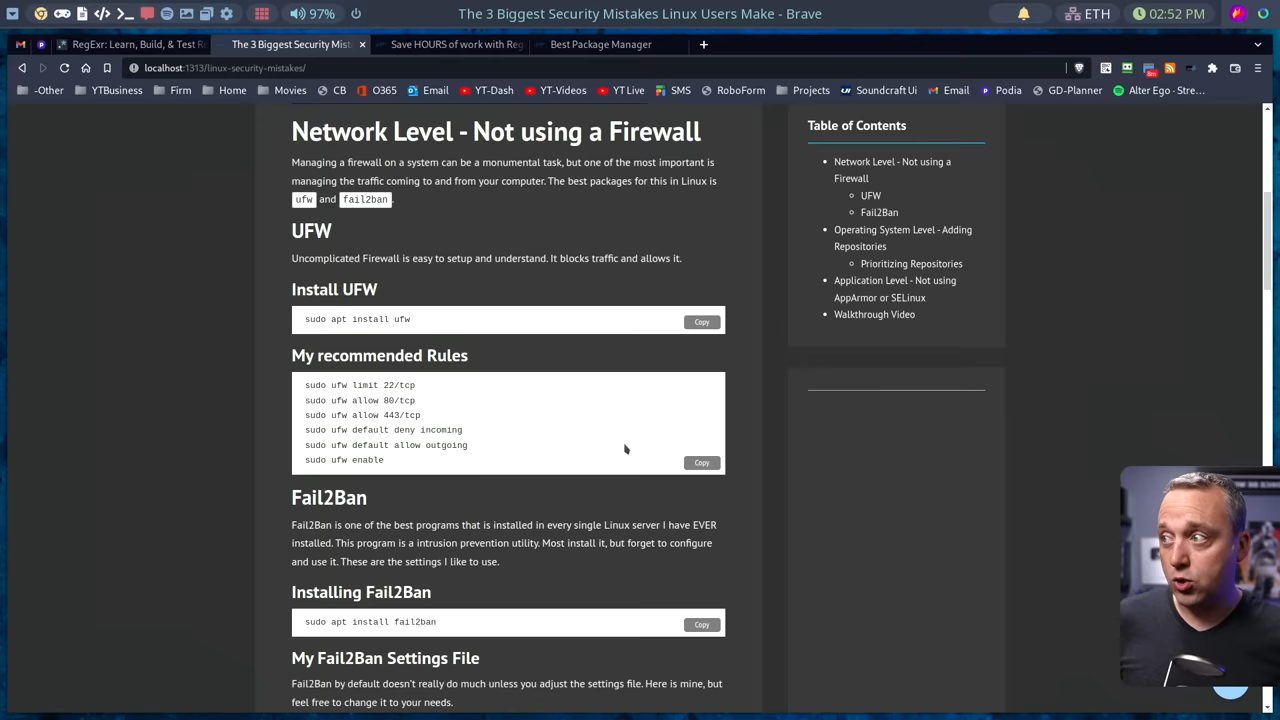 97%
The 3 Biggest Security Mistakes Linux Users Make - Brave
ETH
02:52 PM
RegExr: Learn, Build, & Test R
The 3 Biggest Security Mist
Save HOURS of work with Reg
Best Package Manager
localhost:1313/linux-security-mistakes/
8m
-Other
YTBusiness
Firm
Home
Movies
CB
O365
Email
YT-Dash
YT-Videos
YT Live
SMS
RoboForm
Projects
Soundcraft Ui
Email
Podia
GD-Planner
Alter Ego - Stre...
Network Level - Not using a Firewall
Managing a firewall on a system can be a monumental task, but one of the most important is
managing the traffic coming to and from your computer. The best packages for this in Linux is
ufw and fail2ban.
UFW
Uncomplicated Firewall is easy to setup and understand. It blocks traffic and allows it.
Install UFW
sudo apt install ufw
Copy
My recommended Rules
sudo ufw limit 22/tcp
sudo ufw allow 80/tcp
sudo ufw allow 443/tcp
sudo ufw default deny incoming
sudo ufw default allow outgoing
sudo ufw enable
Copy
Fail2Ban
Fail2Ban is one of the best programs that is installed in every single Linux server I have EVER
installed. This program is a intrusion prevention utility. Most install it, but forget to configure
and use it. These are the settings I like to use.
Installing Fail2Ban
sudo apt install fail2ban
Copy
My Fail2Ban Settings File
Fail2Ban by default doesn't really do much unless you adjust the settings file. Here is mine, but
feel free to change it to your needs.
Table of Contents
Network Level - Not using a
Firewall
UFW
Fail2Ban
Operating System Level - Adding
Repositories
Prioritizing Repositories
Application Level - Not using
AppArmor or SELinux
Walkthrough Video